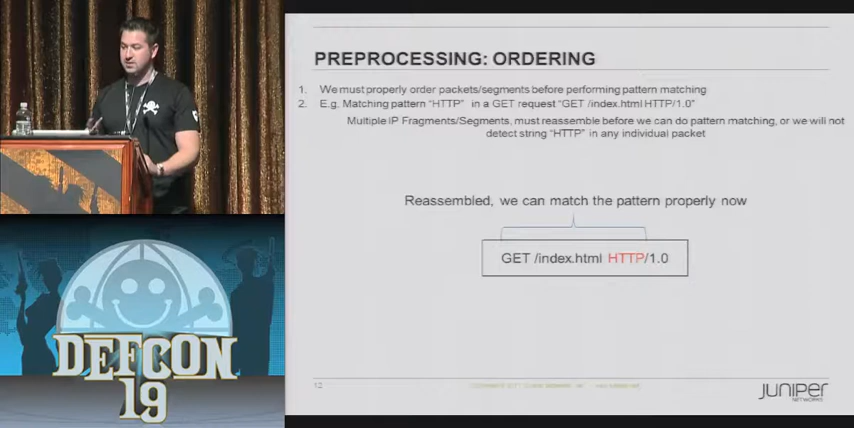 PREPROCESSING: ORDERING
1. We must properly order packets/segments before performing pattern matching
2. E.g. Matching pattern "HTTP" in a GET request "GET /index.html HTTP/1.0"
Multiple IP Fragments/Segments, must reassemble before we can do pattern matching, or we will not
detect string "HTTP" in any individual packet
Reassembled, we can match the pattern properly now
GET /index.html HTTP/1.0
12
JUNIPEr
NETWORKS
DEFCON
19